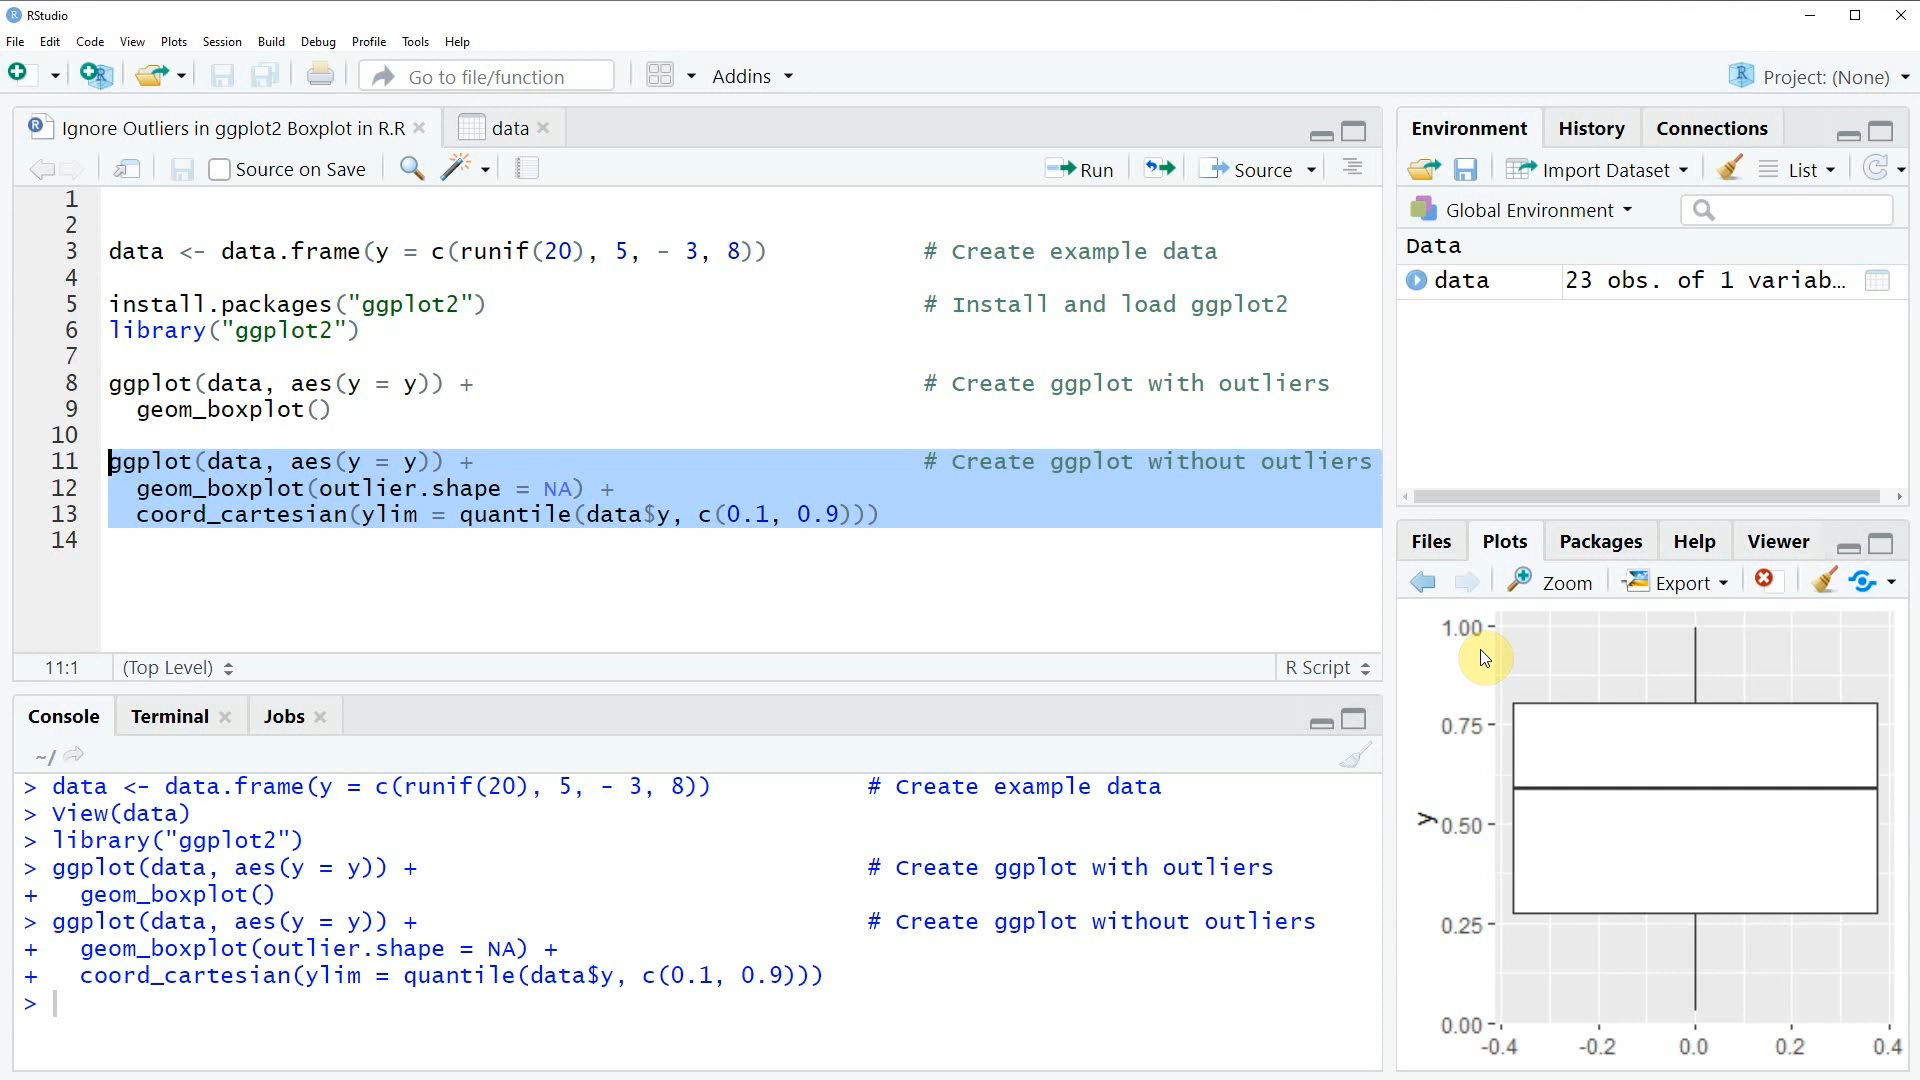 RStudio
File Edit Code View Plots Session Build Debug Profile Tools Help
Go to file/function Addins Project: (None)
Ignore Outliers in ggplot2 Boxplot in R.R data
Source on Save Run Source
1
2
3 data <- data.frame(y = c(runif(20), 5, - 3, 8)) # Create example data
4
5 install.packages("ggplot2") # Install and load ggplot2
6 library("ggplot2")
7
8 ggplot(data, aes(y = y)) + # Create ggplot with outliers
9 geom_boxplot()
10
11 ggplot(data, aes(y = y)) + # Create ggplot without outliers
12 geom_boxplot(outlier.shape = NA) +
13 coord_cartesian(ylim = quantile(data$y, c(0.1, 0.9)))
14
11:1 (Top Level) R Script
Console Terminal Jobs
~/
> data <- data.frame(y = c(runif(20), 5, - 3, 8)) # Create example data
> View(data)
> library("ggplot2")
> ggplot(data, aes(y = y)) + # Create ggplot with outliers
+ geom_boxplot()
> ggplot(data, aes(y = y)) + # Create ggplot without outliers
+ geom_boxplot(outlier.shape = NA) +
+ coord_cartesian(ylim = quantile(data$y, c(0.1, 0.9)))
>
Environment History Connections
Import Dataset List
Global Environment
Data
data 23 obs. of 1 variab...
Files Plots Packages Help Viewer
Zoom Export
1.00
0.75
y
0.50
0.25
0.00
-0.4 -0.2 0.0 0.2 0.4